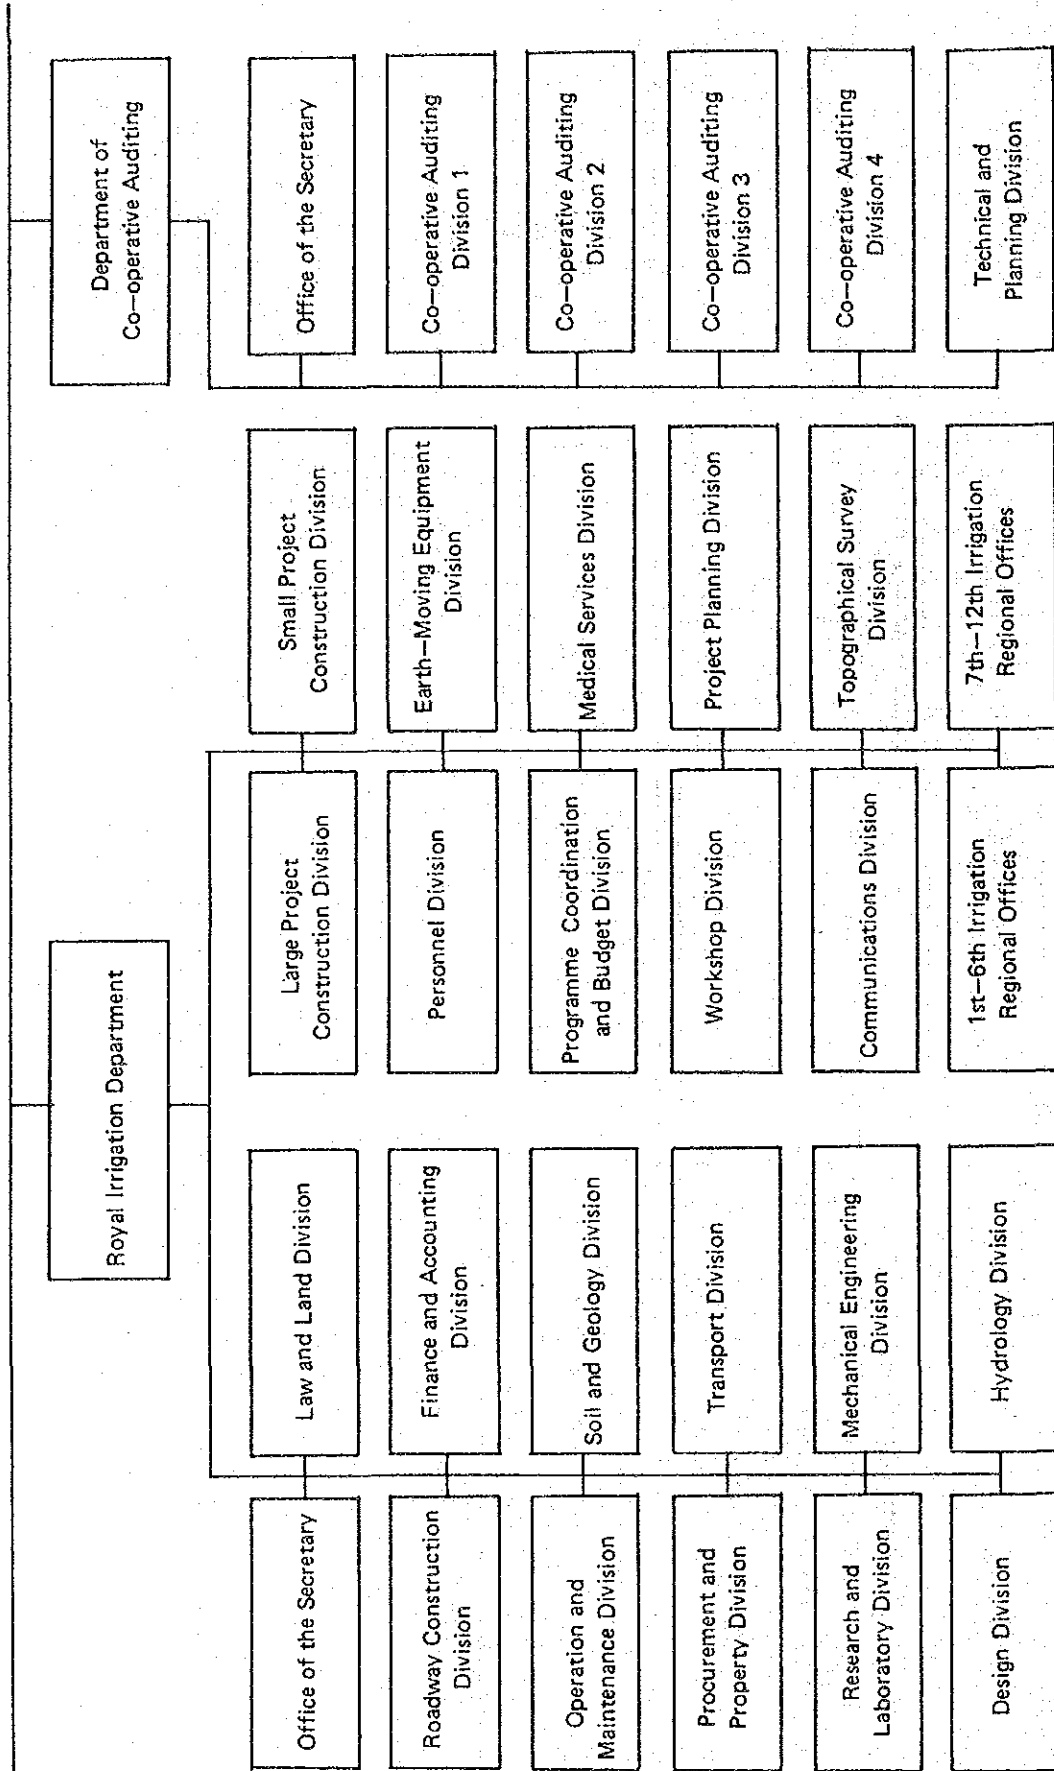 Royal Irrigation Department
Department of
Co-operative Auditing
Office of the Secretary
Law and Land Division
Large Project
Construction Division
Small Project
Construction Division
Office of the Secretary
Roadway Construction
Division
Finance and Accounting
Division
Personnel Division
Earth-Moving Equipment
Division
Co-operative Auditing
Division 1
Operation and
Maintenance Division
Soil and Geology Division
Programme Coordination
and Budget Division
Medical Services Division
Co-operative Auditing
Division 2
Procurement and
Property Division
Transport Division
Workshop Division
Project Planning Division
Co-operative Auditing
Division 3
Research and
Laboratory Division
Mechanical Engineering
Division
Communications Division
Topographical Survey
Division
Co-operative Auditing
Division 4
Design Division
Hydrology Division
1st-6th Irrigation
Regional Offices
7th-12th Irrigation
Regional Offices
Technical and
Planning Division